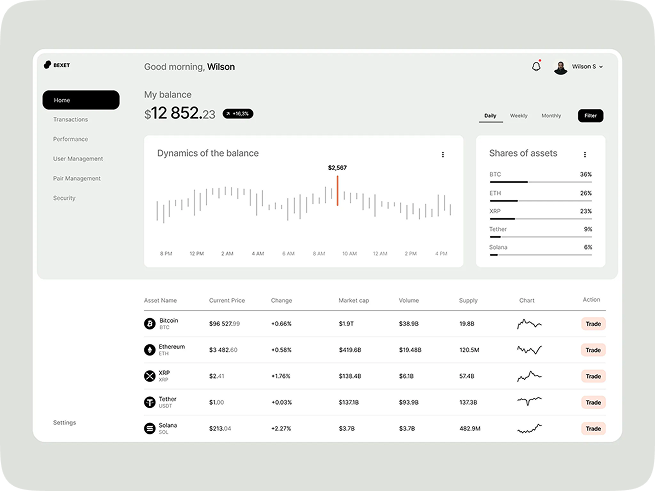 BEXET
Good morning, Wilson
Wilson S
Home
Transactions
Performance
User Management
Pair Management
Security
Settings
My balance
$12 852.23
+16,3%
Daily Weekly Monthly Filter
Dynamics of the balance
$2,567
8 PM 12 PM 2 AM 4 AM 6 AM 8 AM 10 AM 12 AM 2 PM 4 PM
Shares of assets
BTC 36%
ETH 26%
XRP 23%
Tether 9%
Solana 6%
Asset Name Current Price Change Market cap Volume Supply Chart Action
Bitcoin
BTC
$96 527.99 +0.66% $1.9T $38.9B 19.8B Trade
Ethereum
ETH
$3 482.60 +0.58% $419.6B $19.48B 120.5M Trade
XRP
XRP
$2.41 +1.76% $138.4B $6.1B 57.4B Trade
Tether
USDT
$1.00 +0.03% $137.1B $93.9B 137.3B Trade
Solana
SOL
$213.04 +2.27% $3.7B $3.7B 482.9M Trade